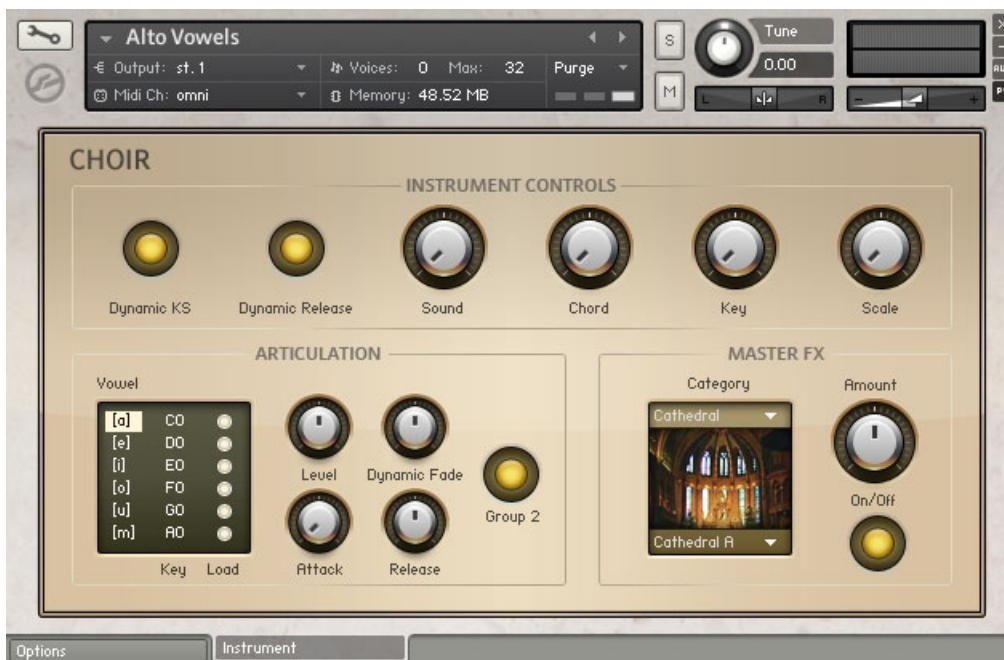 Alto Vowels
Output: st. 1
Voices: 0 Max: 32
Purge
Midi Ch: omni
Memory: 48.52 MB
S
M
Tune
0.00
L
R
- +
CHOIR
INSTRUMENT CONTROLS
Dynamic KS
Dynamic Release
Sound
Chord
Key
Scale
ARTICULATION
Vowel
[a] C0
[e] D0
[i] E0
[o] F0
[u] G0
[m] A0
Key Load
Level
Dynamic Fade
Attack
Release
Group 2
MASTER FX
Category
Cathedral
Cathedral A
Amount
On/Off
Options
Instrument